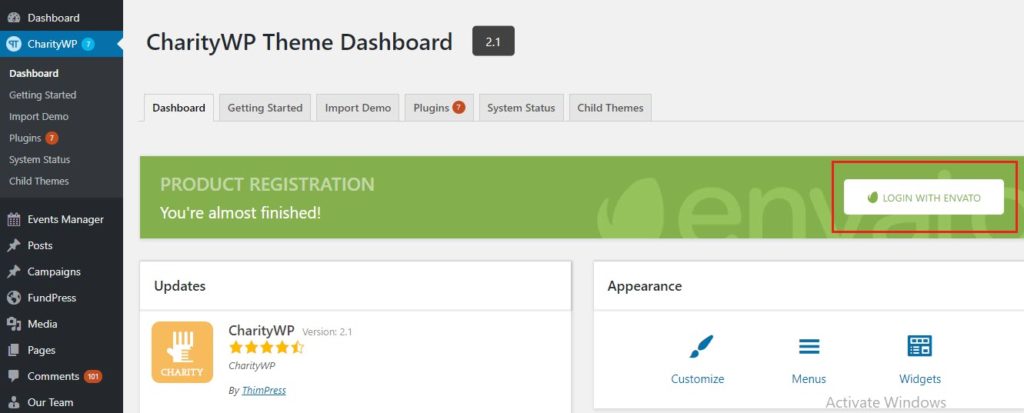 Dashboard
CharityWP 7
Dashboard
Getting Started
Import Demo
Plugins 7
System Status
Child Themes
Events Manager
Posts
Campaigns
FundPress
Media
Pages
Comments 101
Our Team
CharityWP Theme Dashboard 2.1
Dashboard Getting Started Import Demo Plugins 7 System Status Child Themes
PRODUCT REGISTRATION
You're almost finished!
envato
LOGIN WITH ENVATO
Updates
CharityWP Version: 2.1
CharityWP
By ThimPress
CHARITY
Appearance
Customize Menus Widgets
Activate Windows